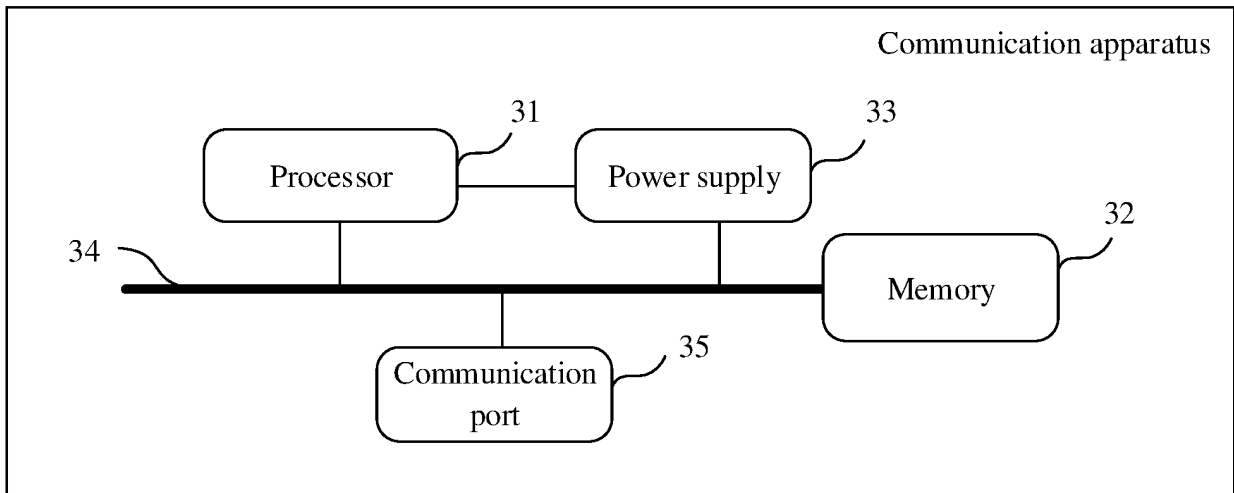 Communication apparatus
31
33
Processor
Power supply
32
34
Memory
35
Communication
port